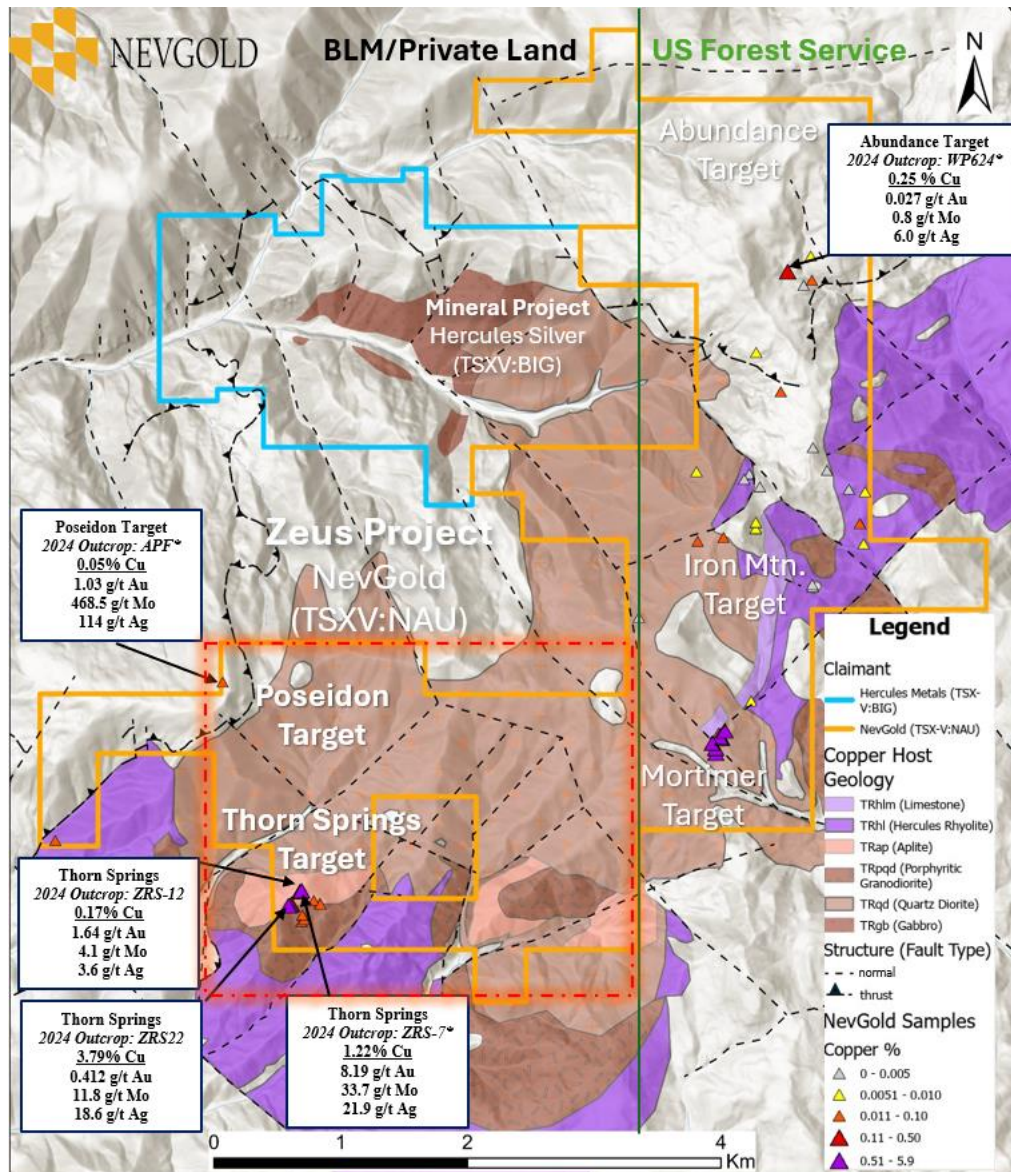 NEVGOLD
BLM/Private Land
US Forest Service
N
Abundance
Target
Abundance Target
2024 Outcrop: WP624*
0.25 % Cu
0.027 g/t Au
0.8 g/t Mo
6.0 g/t Ag
Mineral Project
Hercules Silver
(TSXV:BIG)
Zeus Project
NevGold
(TSXV:NAU)
Poseidon Target
2024 Outcrop: APF*
0.05% Cu
1.03 g/t Au
468.5 g/t Mo
114 g/t Ag
Iron Mtn.
Target
Poseidon
Target
Mortimer
Target
Thorn Springs
Target
Thorn Springs
2024 Outcrop: ZRS-12
0.17% Cu
1.64 g/t Au
4.1 g/t Mo
3.6 g/t Ag
Thorn Springs
2024 Outcrop: ZRS22
3.79% Cu
0.412 g/t Au
11.8 g/t Mo
18.6 g/t Ag
Thorn Springs
2024 Outcrop: ZRS-7*
1.22% Cu
8.19 g/t Au
33.7 g/t Mo
21.9 g/t Ag
Legend
Claimant
Hercules Metals (TSX-
V:BIG)
NevGold (TSX-V:NAU)
Copper Host
Geology
TRhlm (Limestone)
TRhl (Hercules Rhyolite)
TRap (Aplite)
TRpqd (Porphyritic
Granodiorite)
TRqd (Quartz Diorite)
TRgb (Gabbro)
Structure (Fault Type)
normal
thrust
NevGold Samples
Copper %
0 - 0.005
0.0051 - 0.010
0.011 - 0.10
0.11 - 0.50
0.51 - 5.9
0 1 2 4
Km